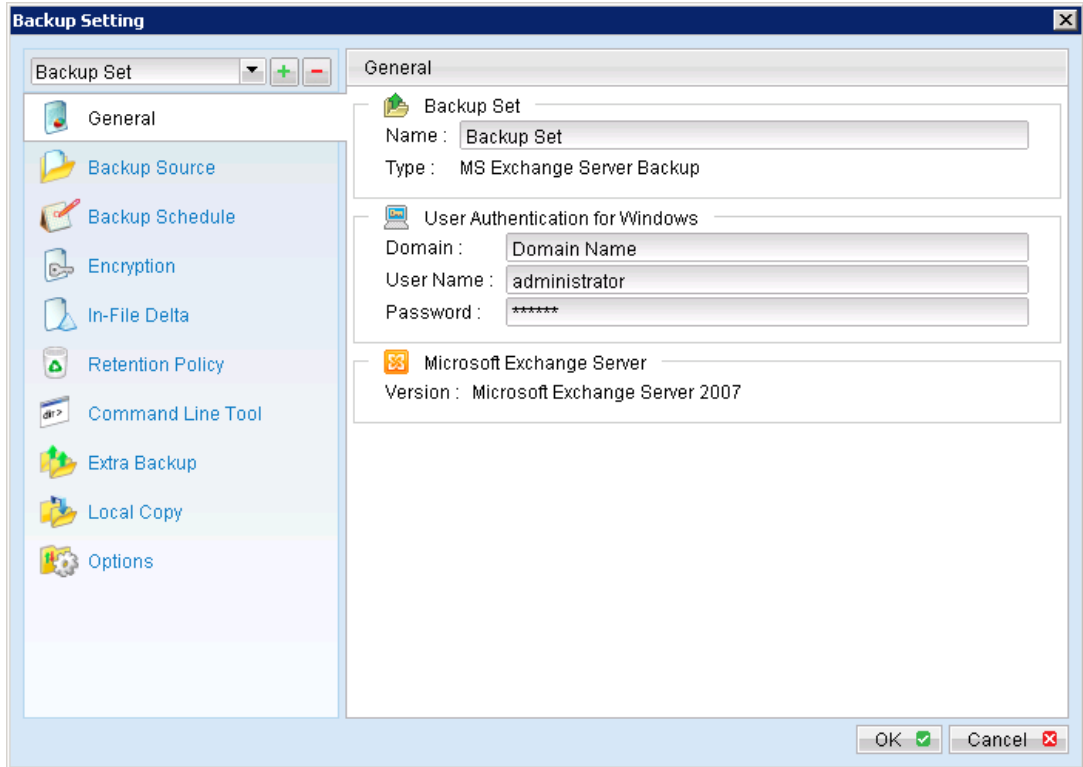 Backup Setting
Backup Set
General
Backup Source
Backup Schedule
Encryption
In-File Delta
Retention Policy
dir>
Command Line Tool
Extra Backup
Local Copy
Options
General
Backup Set
Name : Backup Set
Type : MS Exchange Server Backup
User Authentication for Windows
Domain : Domain Name
User Name : administrator
Password : ******
Microsoft Exchange Server
Version : Microsoft Exchange Server 2007
OK Cancel